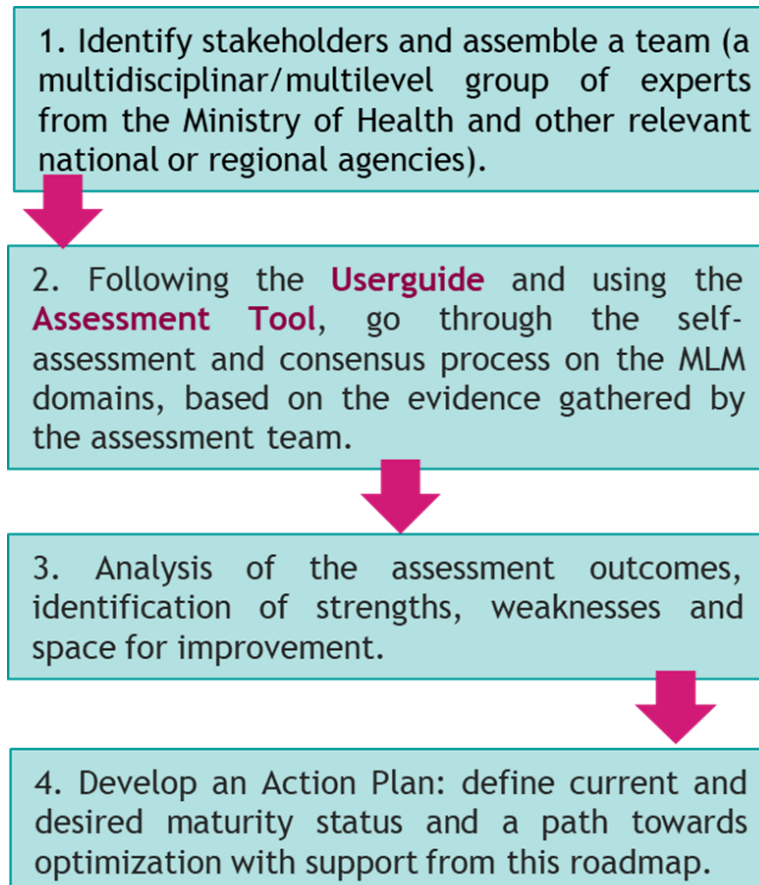 1. Identify stakeholders and assemble a team (a
multidisciplinar/multilevel group of experts
from the Ministry of Health and other relevant
national or regional agencies).
2. Following the Userguide and using the
Assessment Tool, go through the self-
assessment and consensus process on the MLM
domains, based on the evidence gathered by
the assessment team.
3. Analysis of the assessment outcomes,
identification of strengths, weaknesses and
space for improvement.
4. Develop an Action Plan: define current and
desired maturity status and a path towards
optimization with support from this roadmap.